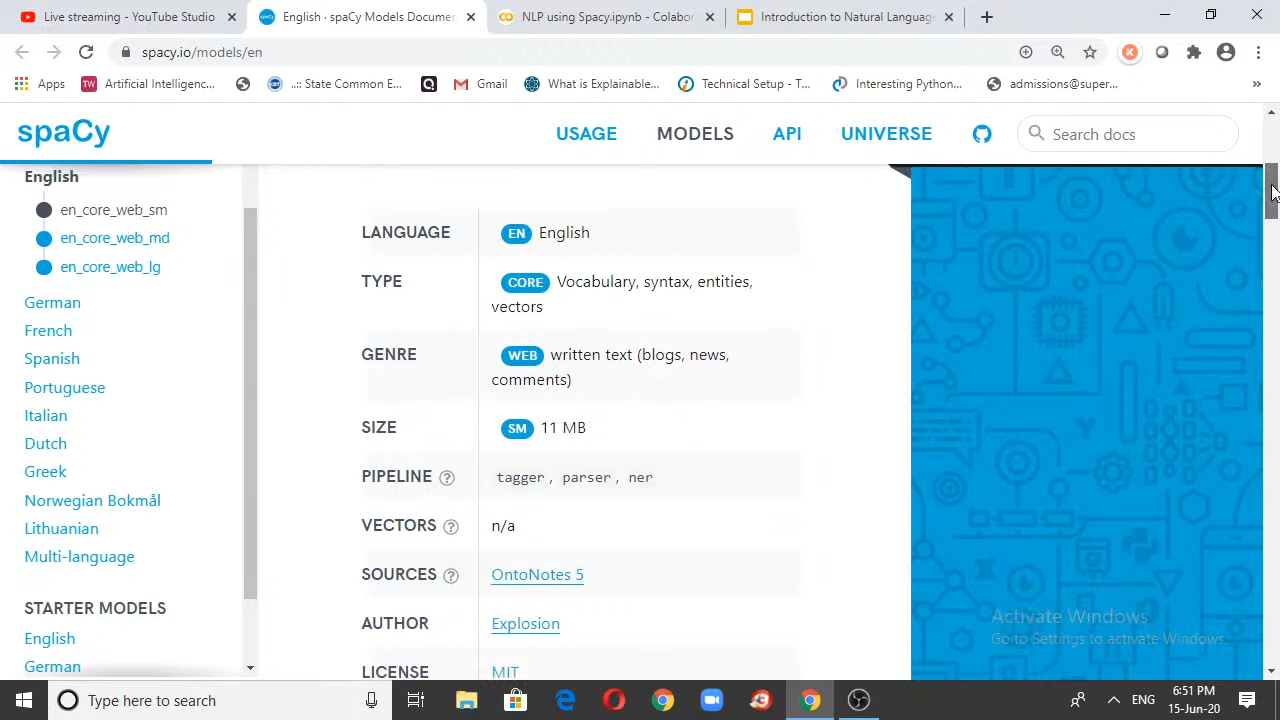 Live streaming - YouTube Studio
English · spaCy Models Documen
NLP using Spacy.ipynb - Colabo
Introduction to Natural Languag
spacy.io/models/en
Apps
TW
Artificial Intelligenc...
..:: State Common E...
Gmail
What is Explainable...
Technical Setup - T...
Interesting Python...
admissions@super...
»
spaCy
USAGE
MODELS
API
UNIVERSE
Search docs
English
en_core_web_sm
en_core_web_md
en_core_web_lg
German
French
Spanish
Portuguese
Italian
Dutch
Greek
Norwegian Bokmål
Lithuanian
Multi-language
STARTER MODELS
English
German
LANGUAGE
EN English
TYPE
CORE Vocabulary, syntax, entities,
vectors
GENRE
WEB written text (blogs, news,
comments)
SIZE
SM 11 MB
PIPELINE ?
tagger, parser, ner
VECTORS ?
n/a
SOURCES ?
OntoNotes 5
AUTHOR
Explosion
LICENSE
MIT
Activate Windows
Go to Settings to activate Windows.
Type here to search
ENG
6:51 PM
15-Jun-20